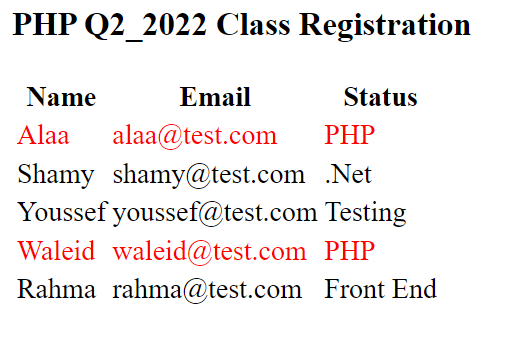 PHP Q2_2022 Class Registration
Name Email Status
Alaa alaa@test.com PHP
Shamy shamy@test.com .Net
Youssef youssef@test.com Testing
Waleid waleid@test.com PHP
Rahma rahma@test.com Front End